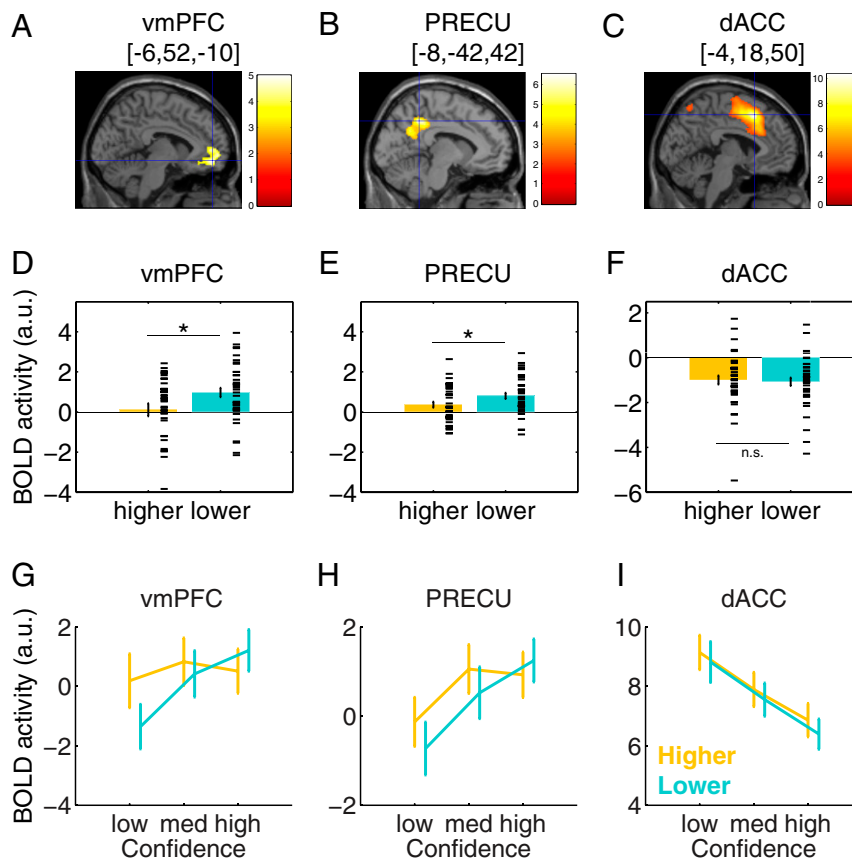 A
vmPFC
[-6,52,-10]
5
4
3
2
1
0
B
PRECU
[-8,-42,42]
6
5
4
3
2
1
0
C
dACC
[-4,18,50]
10
8
6
4
2
0
D
vmPFC
BOLD activity (a.u.)
4
2
0
−2
−4
*
higher lower
E
PRECU
4
2
0
−2
−4
*
higher lower
F
dACC
2
0
−2
−4
−6
n.s.
higher lower
G
vmPFC
BOLD activity (a.u.)
2
0
−2
low med high
Confidence
H
PRECU
2
0
−2
low med high
Confidence
I
dACC
10
8
6
4
Higher
Lower
low med high
Confidence